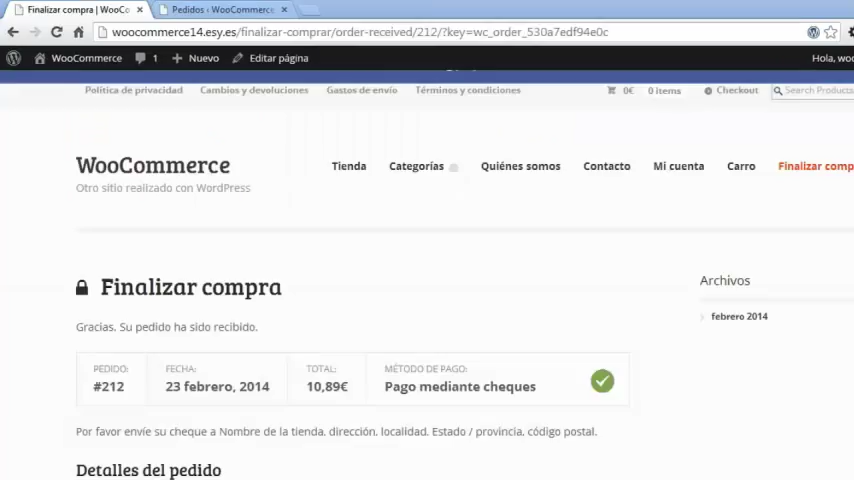 Finalizar compra | WooCo
Pedidos ‹ WooCommerce
woocommerce14.esy.es/finalizar-comprar/order-received/212/?key=wc_order_530a7edf94e0c
WooCommerce 1 Nuevo Editar página Hola, woo
Política de privacidad Cambios y devoluciones Gastos de envío Términos y condiciones 0€ 0 items Checkout Search Products
WooCommerce
Otro sitio realizado con WordPress
Tienda Categorías Quiénes somos Contacto Mi cuenta Carro Finalizar comp
Finalizar compra
Archivos
febrero 2014
Gracias. Su pedido ha sido recibido.
PEDIDO: FECHA: TOTAL: MÉTODO DE PAGO:
#212 23 febrero, 2014 10,89€ Pago mediante cheques
Por favor envíe su cheque a Nombre de la tienda, dirección, localidad, Estado / provincia, código postal.
Detalles del pedido